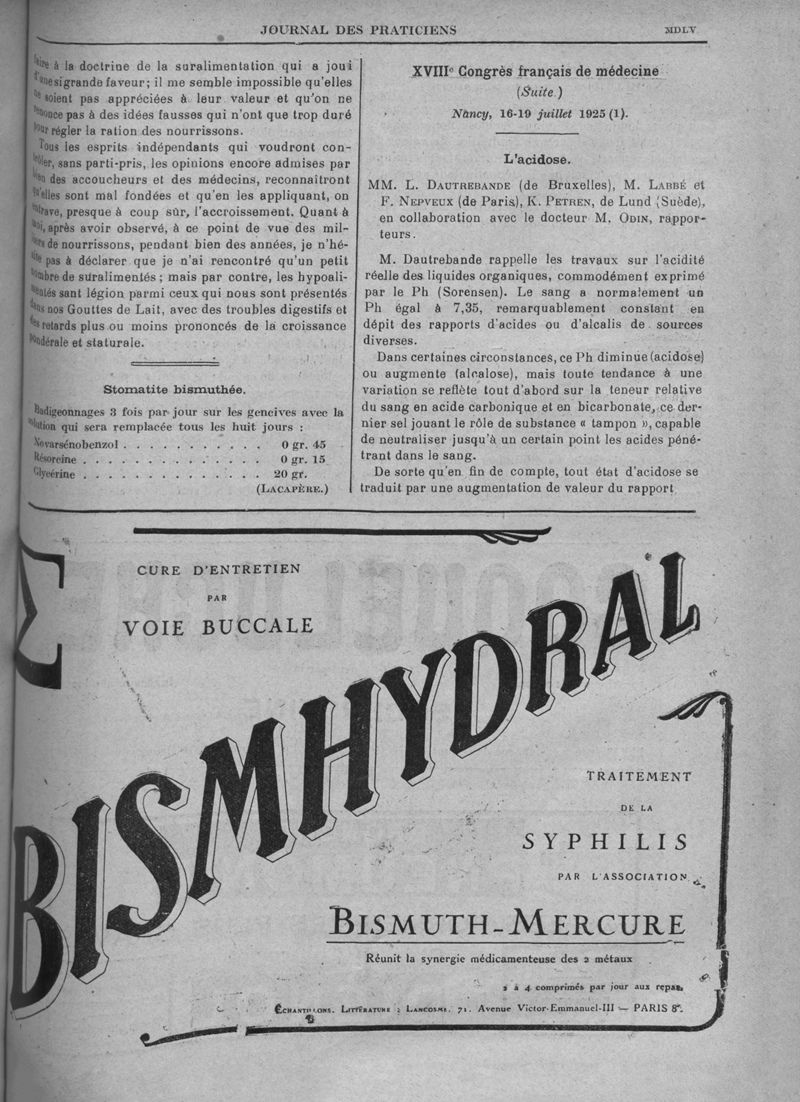 JOURNAL DES PRATICIENS
MDLV
à la doctrine de la suralimentation qui a joui
si grande faveur; il me semble impossible qu'elles
ne soient pas appréciées à leur valeur et qu'on ne
renonce pas à des idées fausses qui n'ont que trop duré
pour régler la ration des nourrissons.
Tous les esprits indépendants qui voudront con-
trôler, sans parti-pris, les opinions encore admises par
bien des accoucheurs et des médecins, reconnaîtront
qu'elles sont mal fondées et qu'en les appliquant, on
entrave, presque à coup sûr, l'accroissement. Quant à
moi, après avoir observé, à ce point de vue des mil-
liers de nourrissons, pendant bien des années, je n'hé-
site pas à déclarer que je n'ai rencontré qu'un petit
nombre de suralimentés; mais par contre, les hypoali-
mentés sant légion parmi ceux qui nous sont présentés
dans nos Gouttes de Lait, avec des troubles digestifs et
des retards plus ou moins prononcés de la croissance
pondérale et staturale.
Stomatite bismuthée.
Badigeonnages 3 fois par jour sur les gencives avec la
solution qui sera remplacée tous les huit jours :
Novarsénobenzol . . . . . . . . . . . 0 gr. 45
Résorcine . . . . . . . . . . . . . . 0 gr. 15
Glycérine . . . . . . . . . . . . . . 20 gr.
(LACAPÈRE.)
XVIIIe Congrès français de médecine
(Suite.)
Nancy, 16-19 juillet 1925 (1).
L'acidose.
MM. L. DAUTREBANDE (de Bruxelles), M. LABBÉ et
F. NEPVEUX (de Paris), K. PETREN, de Lund (Suède),
en collaboration avec le docteur M. ODIN, rappor-
teurs.
M. Dautrebande rappelle les travaux sur l'acidité
réelle des liquides organiques, commodément exprimé
par le Ph (Sorensen). Le sang a normalement un
Ph égal à 7,35, remarquablement constant en
dépit des rapports d'acides ou d'alcalis de sources
diverses.
Dans certaines circonstances, ce Ph diminue (acidose)
ou augmente (alcalose), mais toute tendance à une
variation se reflète tout d'abord sur la teneur relative
du sang en acide carbonique et en bicarbonate, ce der-
nier sel jouant le rôle de substance « tampon », capable
de neutraliser jusqu'à un certain point les acides péné-
trant dans le sang.
De sorte qu'en fin de compte, tout état d'acidose se
traduit par une augmentation de valeur du rapport
CURE D'ENTRETIEN
PAR
VOIE BUCCALE
BISMHYDRAL
TRAITEMENT
DE LA
SYPHILIS
PAR L'ASSOCIATION
BISMUTH-MERCURE
Réunit la synergie médicamenteuse des 2 métaux
2 à 4 comprimés par jour aux repas.
ÉCHANTILLONS. LITTÉRATURE : LANCOSME. 71. Avenue Victor-Emmanuel-III — PARIS 8e.